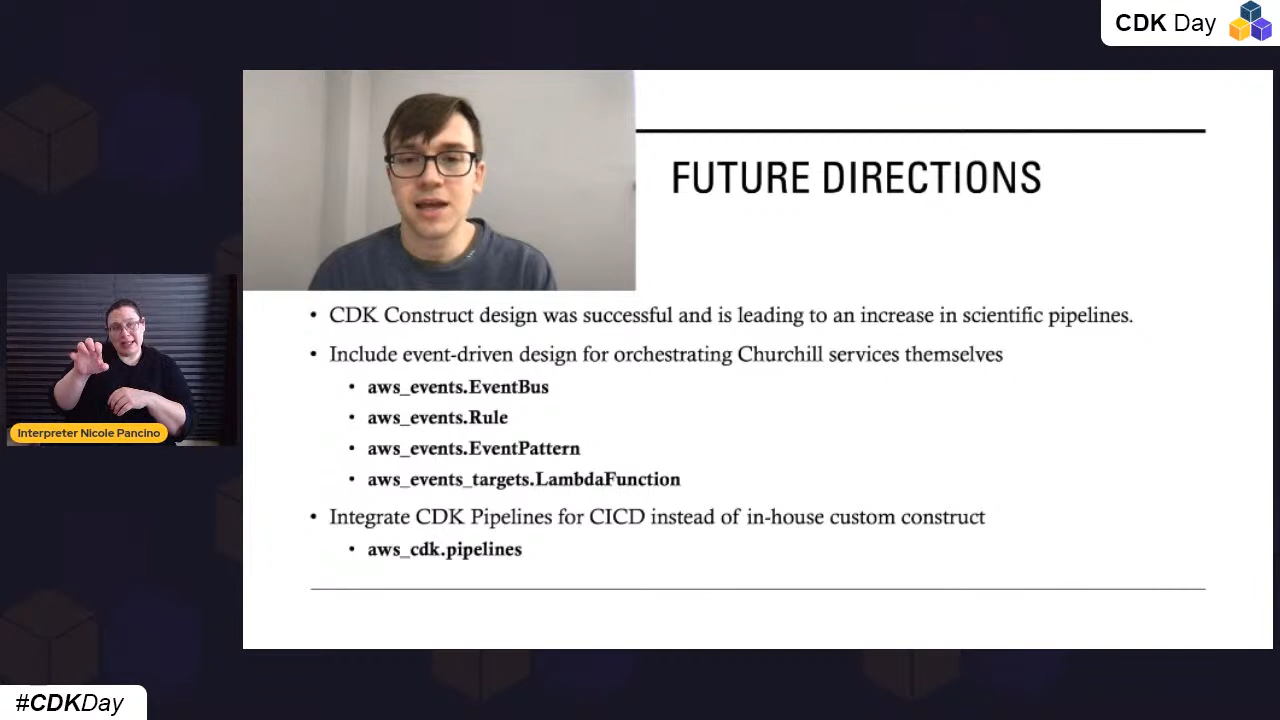 CDK Day
FUTURE DIRECTIONS
• CDK Construct design was successful and is leading to an increase in scientific pipelines.
• Include event-driven design for orchestrating Churchill services themselves
• aws_events.EventBus
• aws_events.Rule
• aws_events.EventPattern
• aws_events_targets.LambdaFunction
• Integrate CDK Pipelines for CICD instead of in-house custom construct
• aws_cdk.pipelines
Interpreter Nicole Pancino
#CDKDay